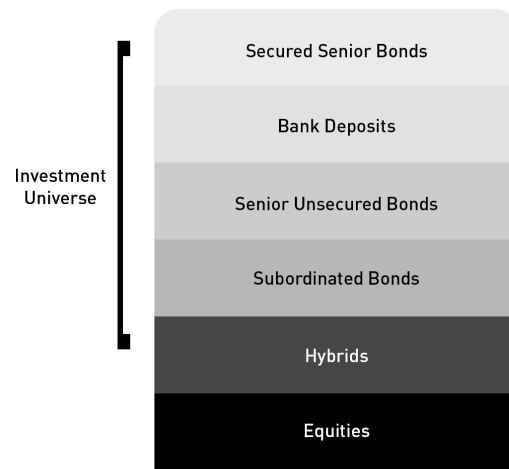 Secured Senior Bonds
Bank Deposits
Investment
Universe
Senior Unsecured Bonds
Subordinated Bonds
Hybrids
Equities